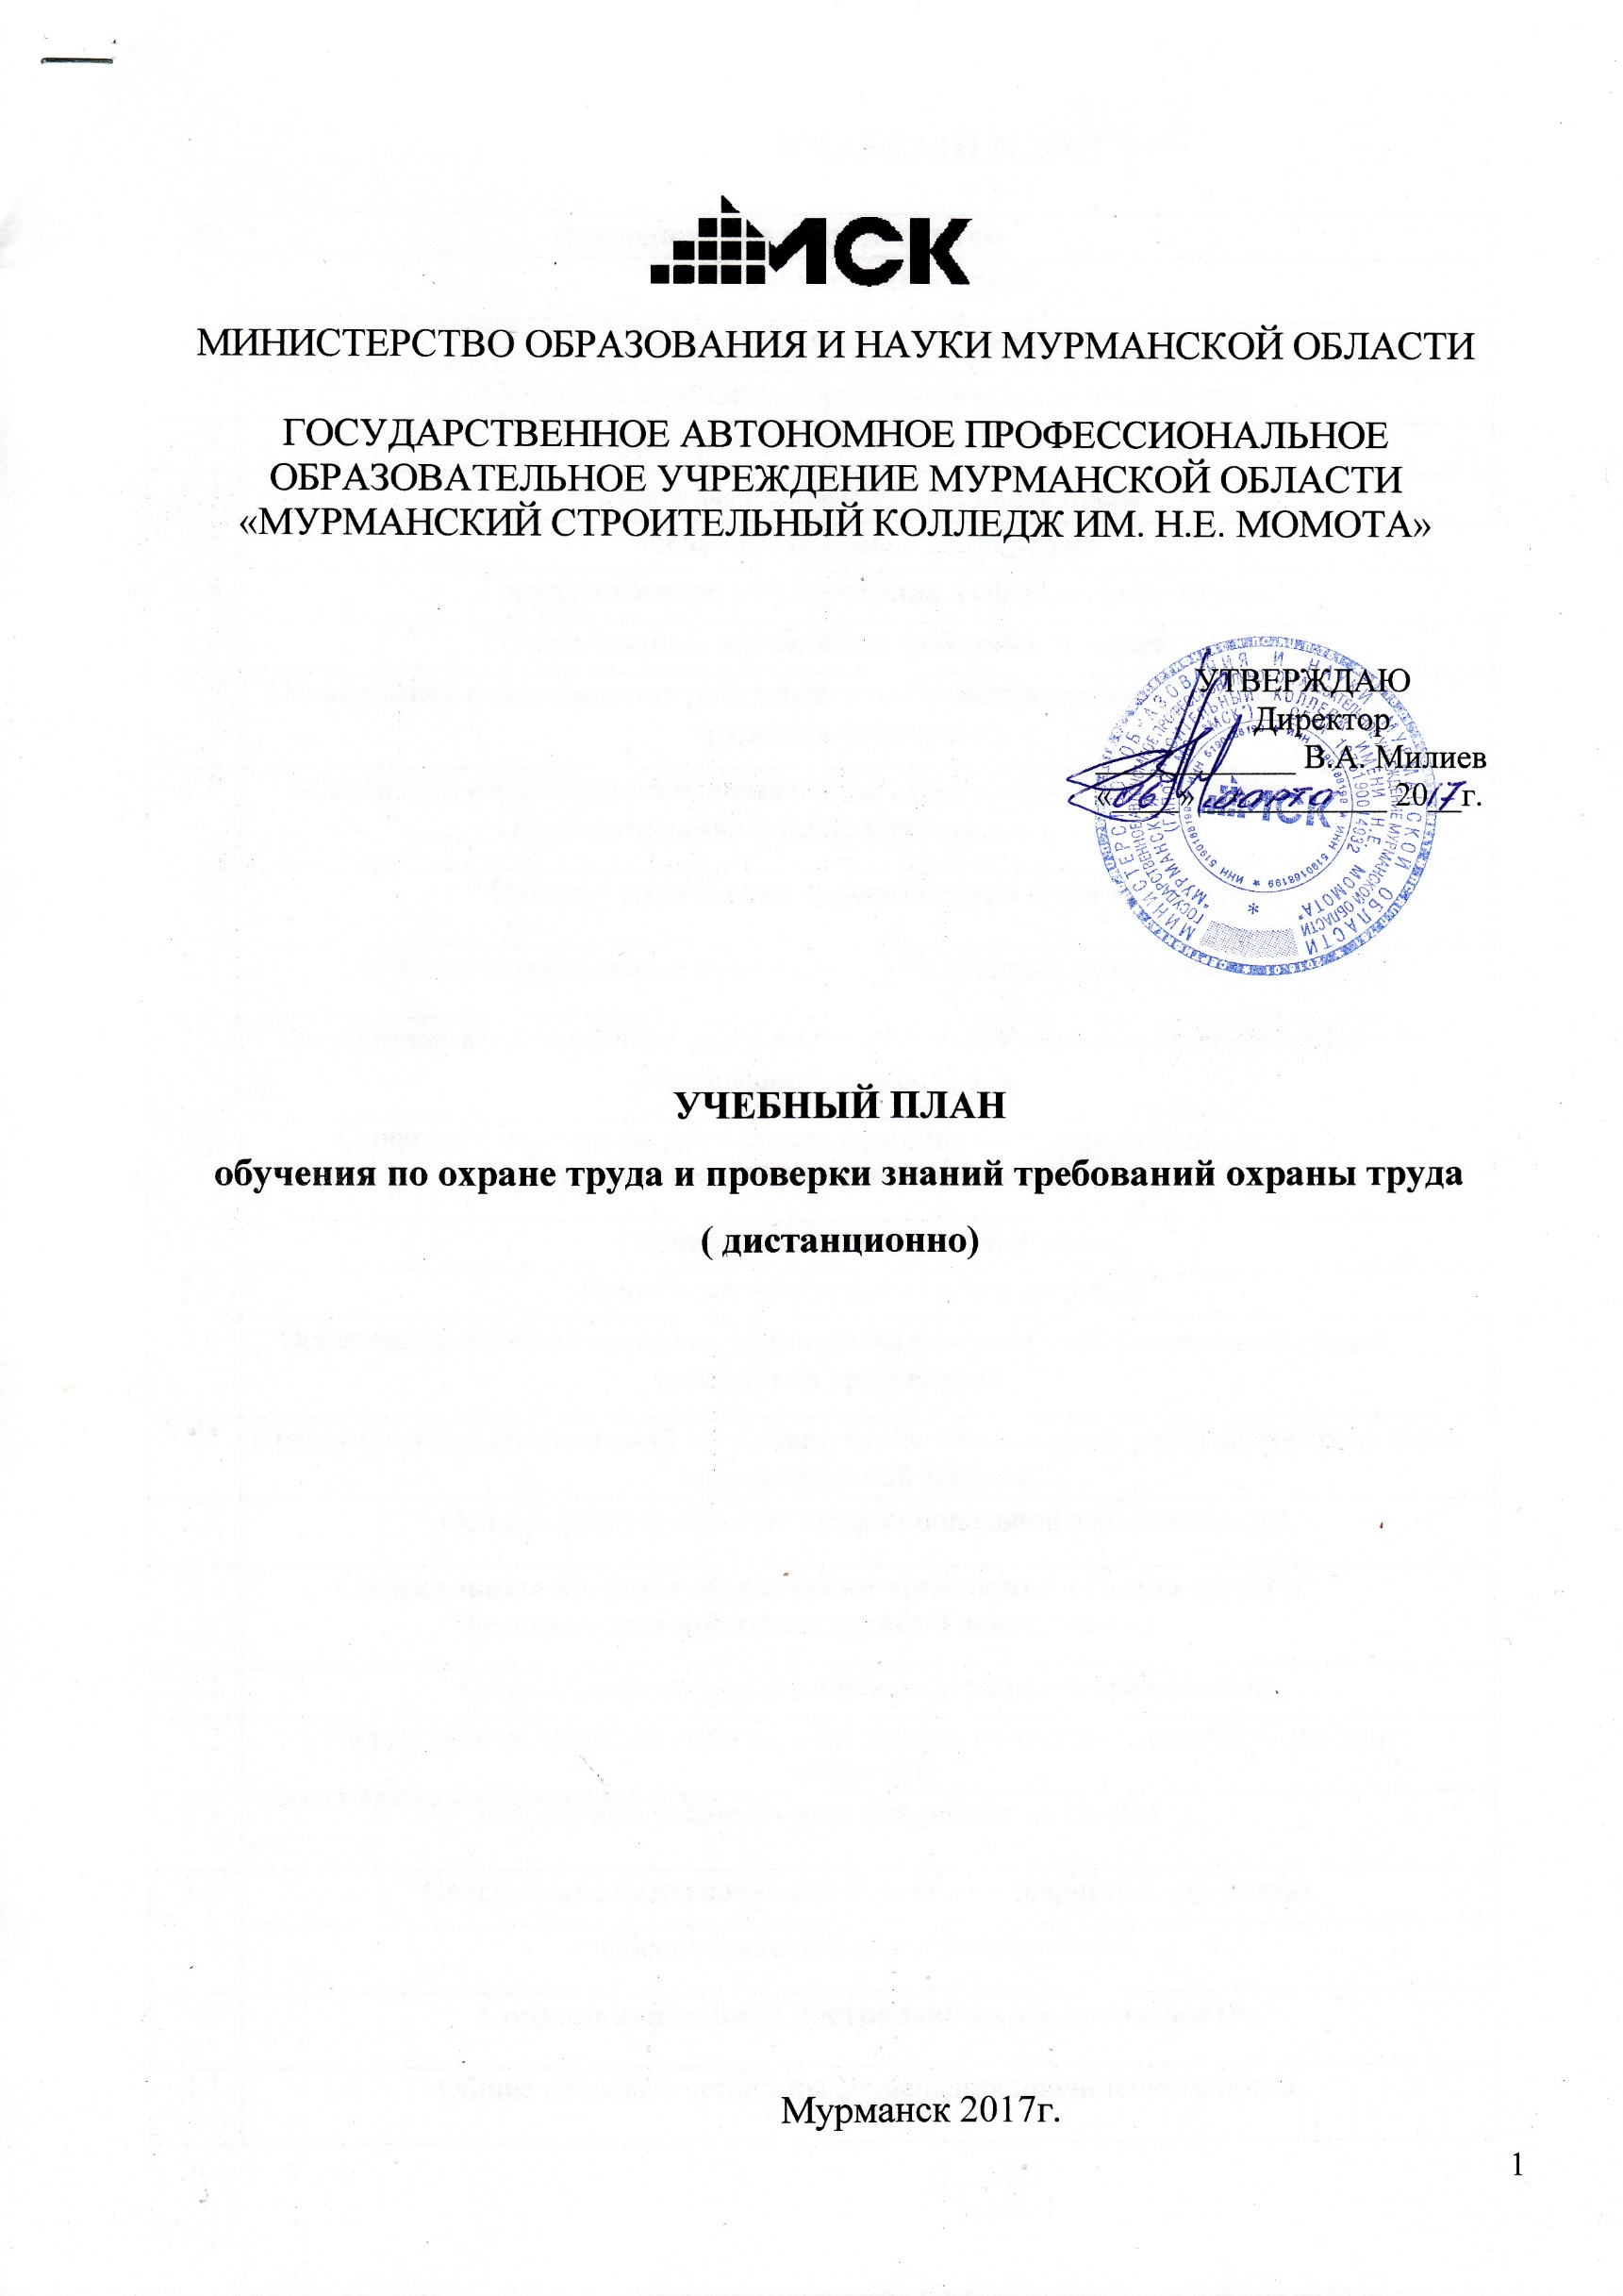 МСК
МИНИСТЕРСТВО ОБРАЗОВАНИЯ И НАУКИ МУРМАНСКОЙ ОБЛАСТИ
ГОСУДАРСТВЕННОЕ АВТОНОМНОЕ ПРОФЕССИОНАЛЬНОЕ
ОБРАЗОВАТЕЛЬНОЕ УЧРЕЖДЕНИЕ МУРМАНСКОЙ ОБЛАСТИ
«МУРМАНСКИЙ СТРОИТЕЛЬНЫЙ КОЛЛЕДЖ ИМ. Н.Е. МОМОТА»
УТВЕРЖДАЮ
Директор
____________ В.А. Милиев
«06» марта 2017г.
УЧЕБНЫЙ ПЛАН
обучения по охране труда и проверки знаний требований охраны труда
( дистанционно)
Мурманск 2017г.
1